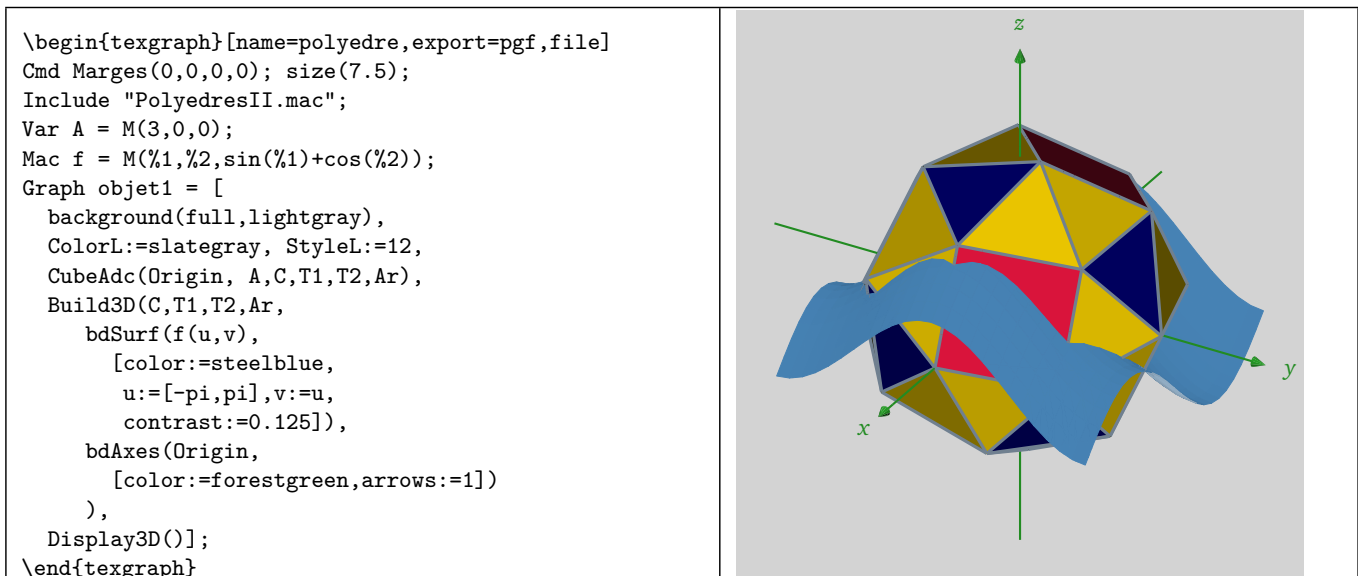 \begin{texgraph}[name=polyedre,export=pgf,file]
Cmd Marges(0,0,0,0); size(7.5);
Include "PolyedresII.mac";
Var A = M(3,0,0);
Mac f = M(%1,%2,sin(%1)+cos(%2));
Graph objet1 = [
  background(full,lightgray),
  ColorL:=slategray, StyleL:=12,
  CubeAdc(Origin, A,C,T1,T2,Ar),
  Build3D(C,T1,T2,Ar,
     bdSurf(f(u,v),
       [color:=steelblue,
        u:=[-pi,pi],v:=u,
        contrast:=0.125]),
     bdAxes(Origin,
       [color:=forestgreen,arrows:=1])
     ),
  Display3D()];
\end{texgraph}
z
y
x